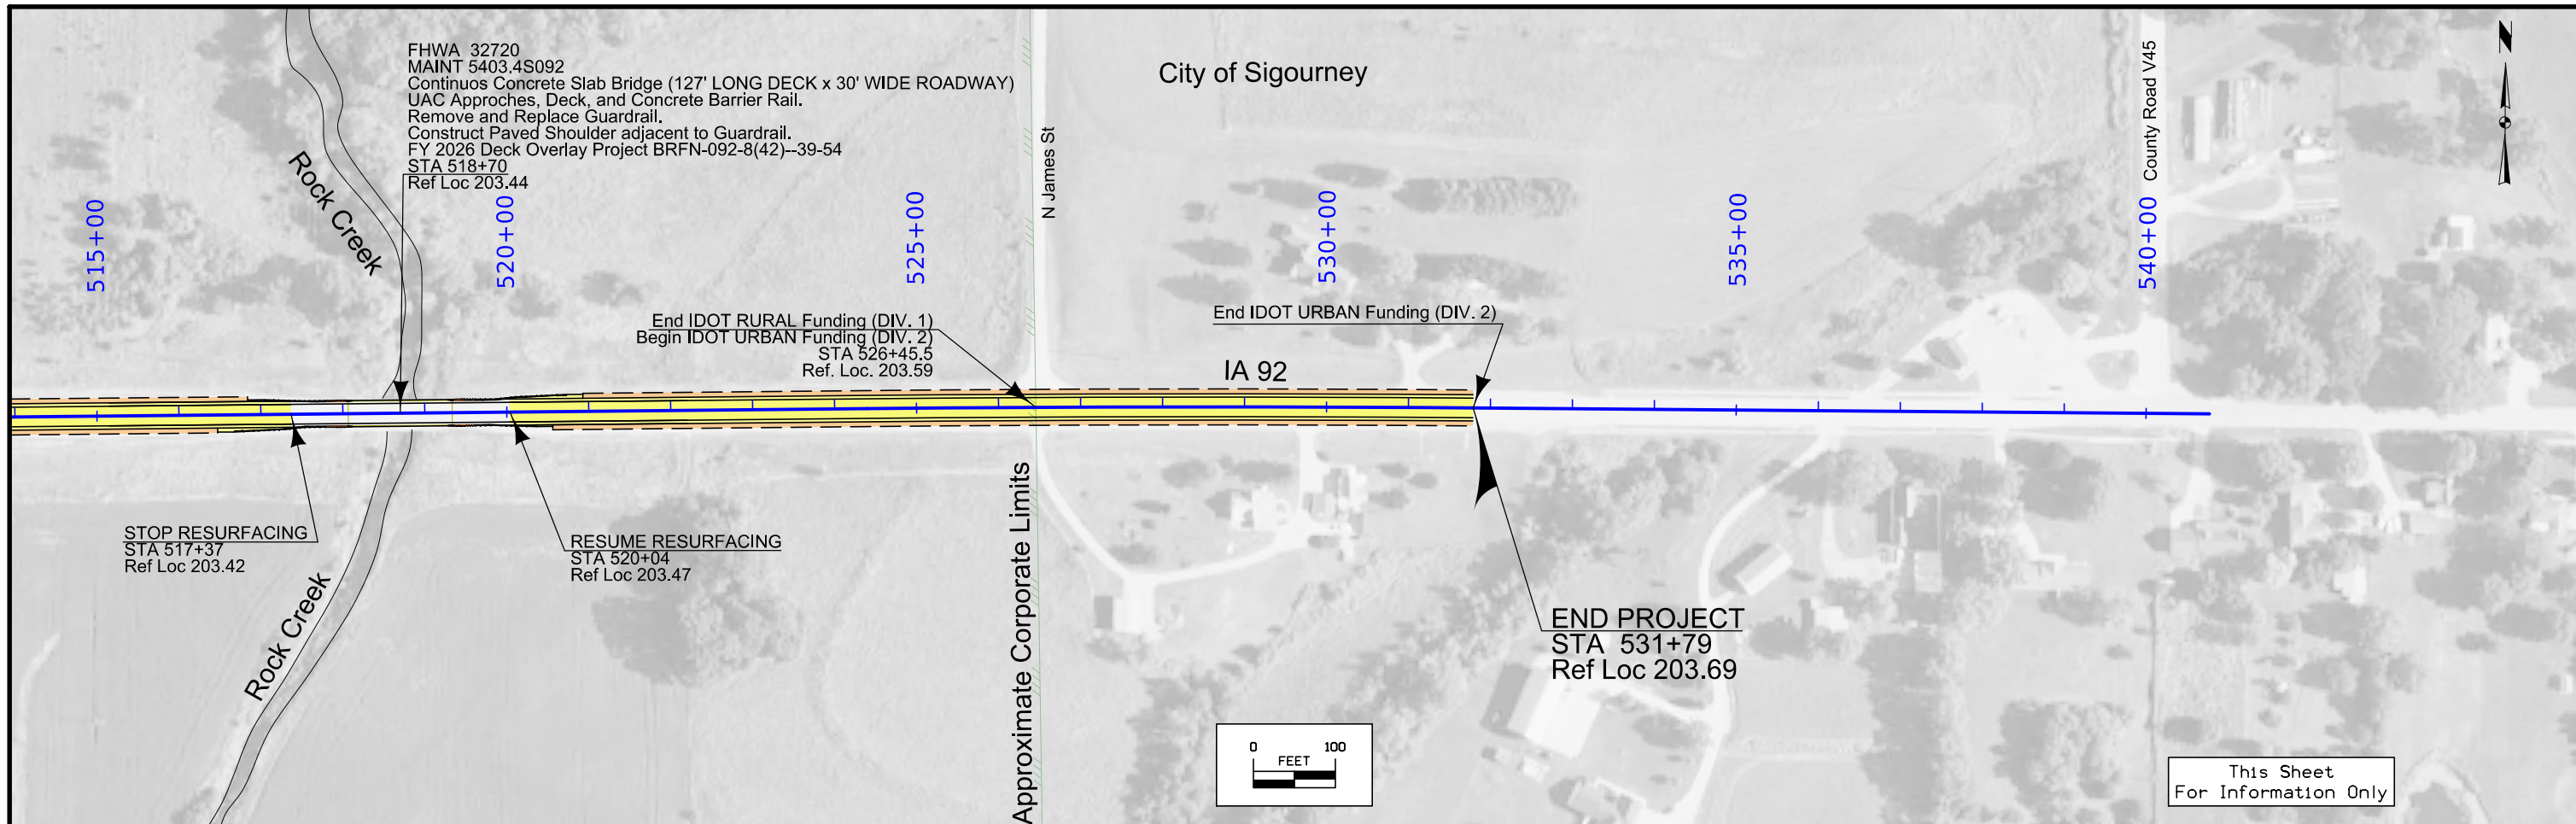 FHWA 32720
MAINT 5403.4S092
Continuos Concrete Slab Bridge (127' LONG DECK x 30' WIDE ROADWAY)
UAC Approches, Deck, and Concrete Barrier Rail.
Remove and Replace Guardrail.
Construct Paved Shoulder adjacent to Guardrail.
FY 2026 Deck Overlay Project BRFN-092-8(42)--39-54
STA 518+70
Ref Loc 203.44
City of Sigourney
N James St
County Road V45
N
Rock Creek
515+00
520+00
525+00
530+00
535+00
540+00
End IDOT RURAL Funding (DIV. 1)
Begin IDOT URBAN Funding (DIV. 2)
STA 526+45.5
Ref. Loc. 203.59
End IDOT URBAN Funding (DIV. 2)
IA 92
STOP RESURFACING
STA 517+37
Ref Loc 203.42
RESUME RESURFACING
STA 520+04
Ref Loc 203.47
Rock Creek
Approximate Corporate Limits
END PROJECT
STA 531+79
Ref Loc 203.69
0 100
FEET
This Sheet
For Information Only